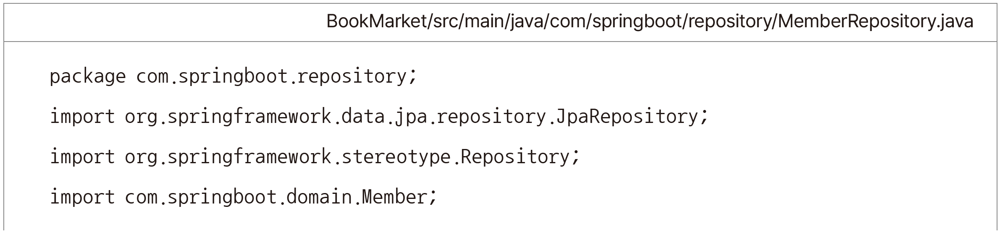 BookMarket/src/main/java/com/springboot/repository/MemberRepository.java
package com.springboot.repository;
import org.springframework.data.jpa.repository.JpaRepository;
import org.springframework.stereotype.Repository;
import com.springboot.domain.Member;